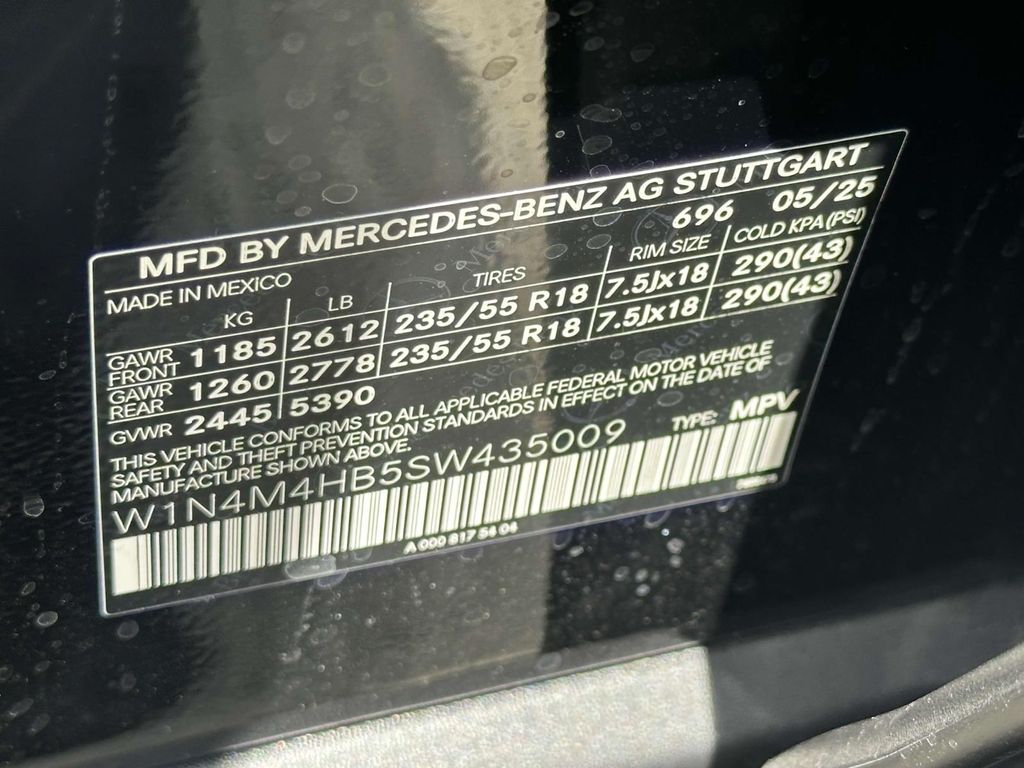 MFD BY MERCEDES-BENZ AG STUTTGART
MADE IN MEXICO 696 05/25
KG LB TIRES RIM SIZE COLD KPA (PSI)
GAWR FRONT 1185 2612 235/55 R18 7.5Jx18 290(43)
GAWR REAR 1260 2778 235/55 R18 7.5Jx18 290(43)
GVWR 2445 5390
THIS VEHICLE CONFORMS TO ALL APPLICABLE FEDERAL MOTOR VEHICLE
SAFETY AND THEFT PREVENTION STANDARDS IN EFFECT ON THE DATE OF
MANUFACTURE SHOWN ABOVE.
W1N4M4HB5SW435009 TYPE: MPV
A 000 817 54 04